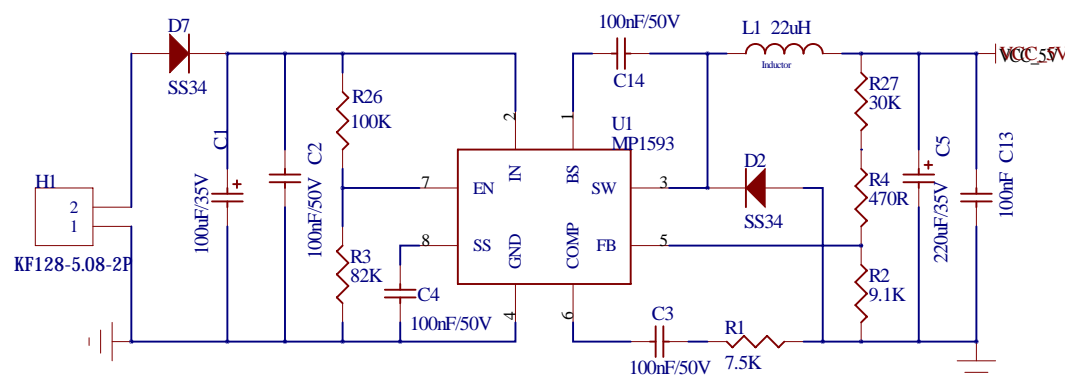 100nF/50V
C14
L1 22uH
Inductor
D7
SS34
VCC_5V
R26
100K
R27
30K
U1
MP1593
C1
100uF/35V
C2
100nF/50V
2
IN
1
BS
D2
SS34
C5
220uF/35V
C13
100nF
H1
2
1
KF128-5.08-2P
7
EN
SW
3
R4
470R
8
SS
GND
COMP
FB
5
R3
82K
C4
100nF/50V
4
6
R2
9.1K
C3
100nF/50V
R1
7.5K